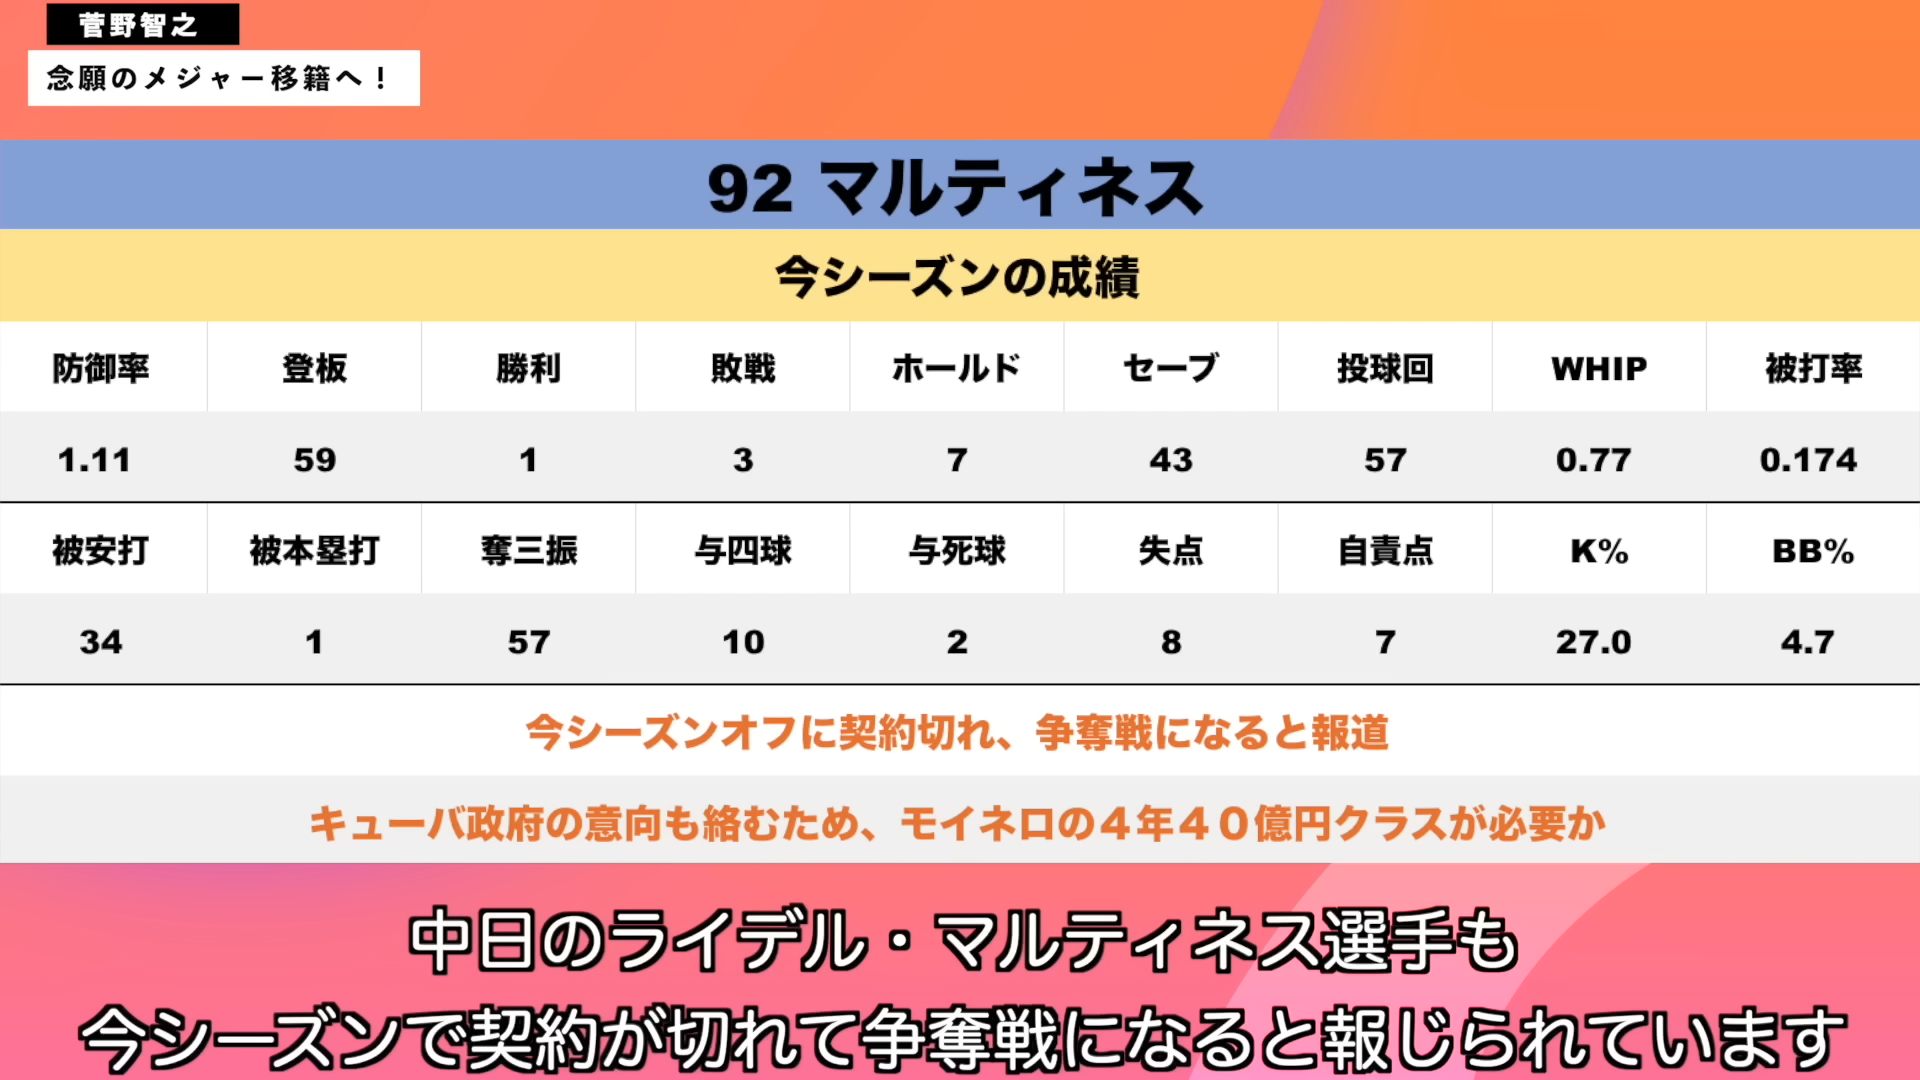 菅野智之
念願のメジャー移籍へ！
92 マルティネス
今シーズンの成績
防御率 登板 勝利 敗戦 ホールド セーブ 投球回 WHIP 被打率
1.11 59 1 3 7 43 57 0.77 0.174
被安打 被本塁打 奪三振 与四球 与死球 失点 自責点 K% BB%
34 1 57 10 2 8 7 27.0 4.7
今シーズンオフに契約切れ、争奪戦になると報道
キューバ政府の意向も絡むため、モイネロの４年４０億円クラスが必要か
中日のライデル・マルティネス選手も
今シーズンで契約が切れて争奪戦になると報じられています